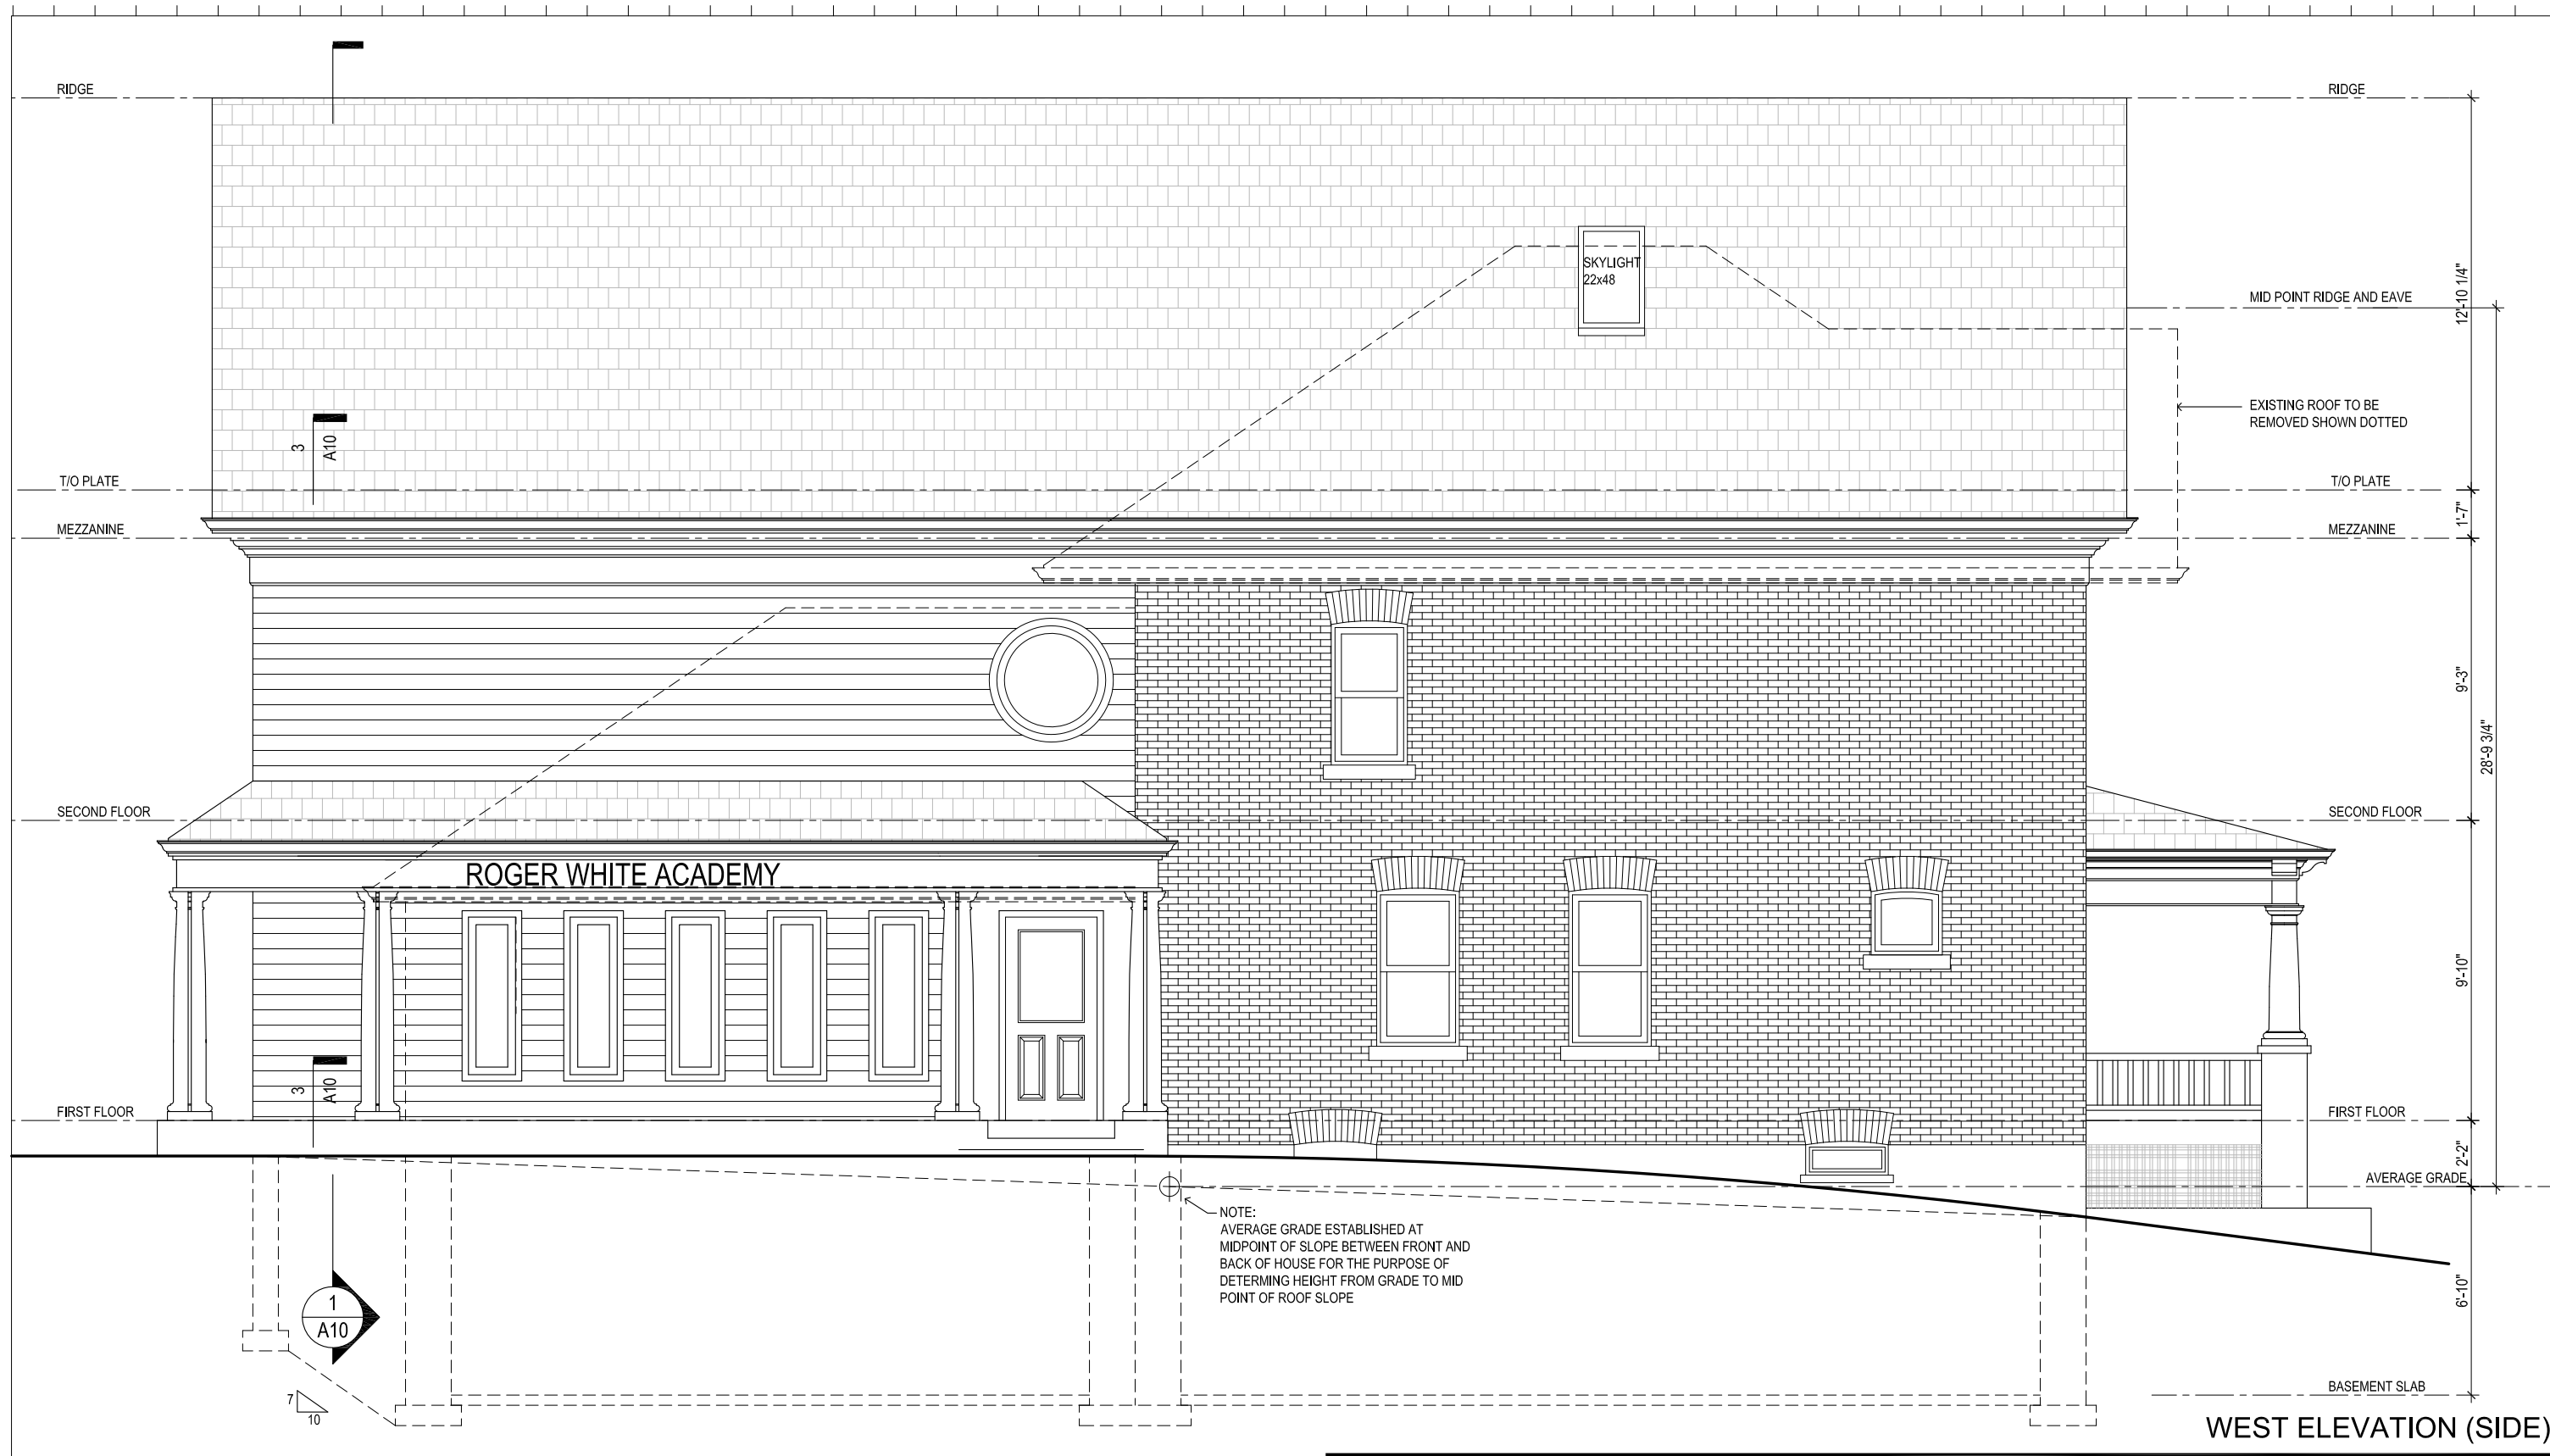 RIDGE
RIDGE
SKYLIGHT
22x48
12'-10 1/4"
MID POINT RIDGE AND EAVE
EXISTING ROOF TO BE
REMOVED SHOWN DOTTED
3
A10
T/O PLATE
T/O PLATE
1'-7"
MEZZANINE
MEZZANINE
9'-3"
28'-9 3/4"
SECOND FLOOR
SECOND FLOOR
ROGER WHITE ACADEMY
9'-10"
3
A10
FIRST FLOOR
FIRST FLOOR
2'-2"
AVERAGE GRADE
NOTE:
AVERAGE GRADE ESTABLISHED AT
MIDPOINT OF SLOPE BETWEEN FRONT AND
BACK OF HOUSE FOR THE PURPOSE OF
DETERMING HEIGHT FROM GRADE TO MID
POINT OF ROOF SLOPE
6'-10"
1
A10
7
10
BASEMENT SLAB
WEST ELEVATION (SIDE)